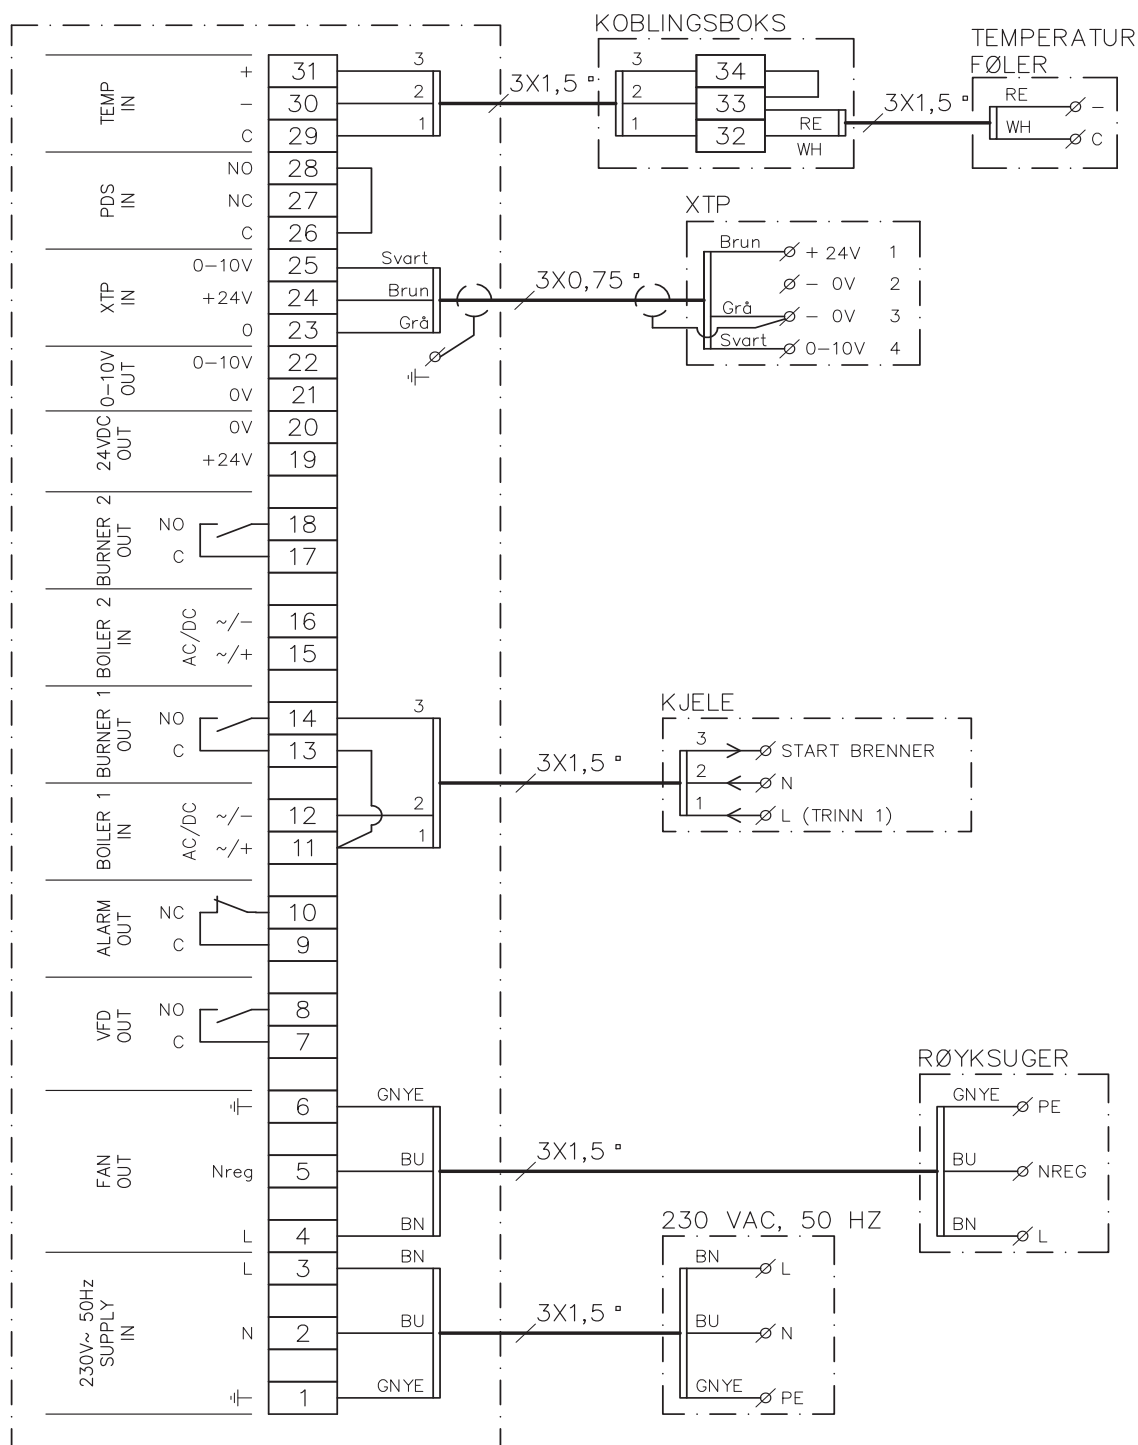 KOBLINGSBOKS
TEMPERATUR
FØLER
TEMP
IN
+ 31 3
– 30 2
C 29 1
3X1,5 ▫
3 34
2 33
1 32
RE
WH
3X1,5 ▫
RE –
WH C
PDS
IN
NO 28
NC 27
C 26
XTP
IN
0–10V 25 Svart
+24V 24 Brun
0 23 Grå
3X0,75 ▫
XTP
Brun + 24V 1
– 0V 2
Grå – 0V 3
Svart 0–10V 4
0–10V
OUT
0–10V 22
0V 21
24VDC
OUT
0V 20
+24V 19
BURNER 2
OUT
NO 18
C 17
BOILER 2
IN
AC/DC
~/– 16
~/+ 15
BURNER 1
OUT
NO 14 3
C 13
BOILER 1
IN
AC/DC
~/– 12 2
~/+ 11 1
3X1,5 ▫
KJELE
3 START BRENNER
2 N
1 L (TRINN 1)
ALARM
OUT
NC 10
C 9
VFD
OUT
NO 8
C 7
FAN
OUT
6 GNYE
Nreg 5 BU
L 4 BN
3X1,5 ▫
RØYKSUGER
GNYE PE
BU NREG
BN L
230V~ 50Hz
SUPPLY
IN
L 3 BN
N 2 BU
1 GNYE
3X1,5 ▫
230 VAC, 50 HZ
BN L
BU N
GNYE PE